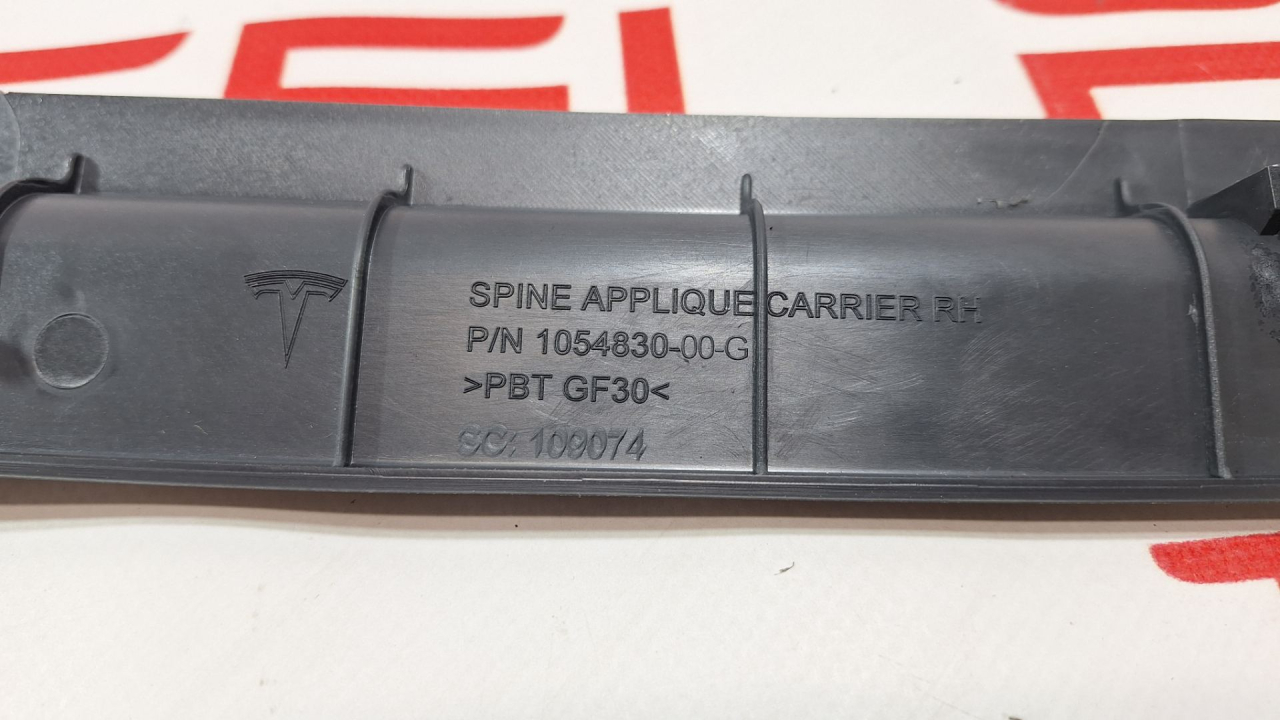 SPINE APPLIQUE CARRIER RH
P/N 1054830-00-G
>PBT GF30<
SC: 109074